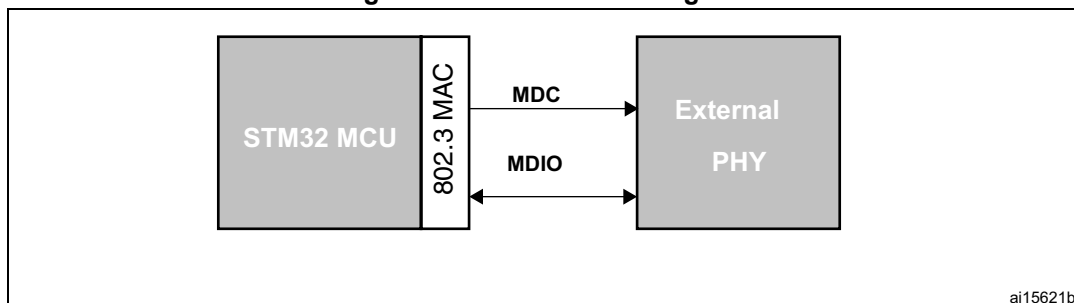 802.3 MAC
MDC
External
STM32 MCU
MDIO
PHY
ai15621b